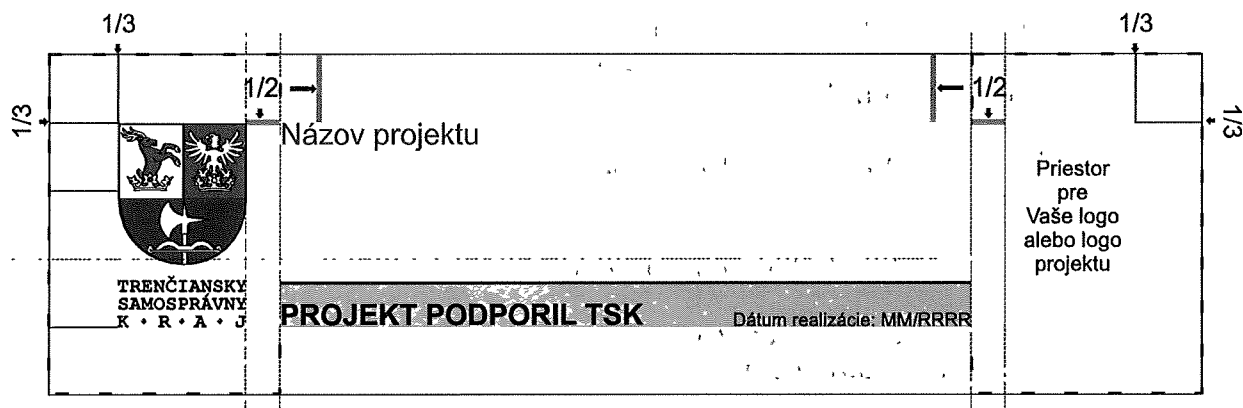 1/3
1/3
1/2
1/2
1/3
1/3
Názov projektu
Priestor
pre
Vaše logo
alebo logo
projektu
TRENČIANSKY
SAMOSPRÁVNY
K • R • A • J
PROJEKT PODPORIL TSK
Dátum realizácie: MM/RRRR